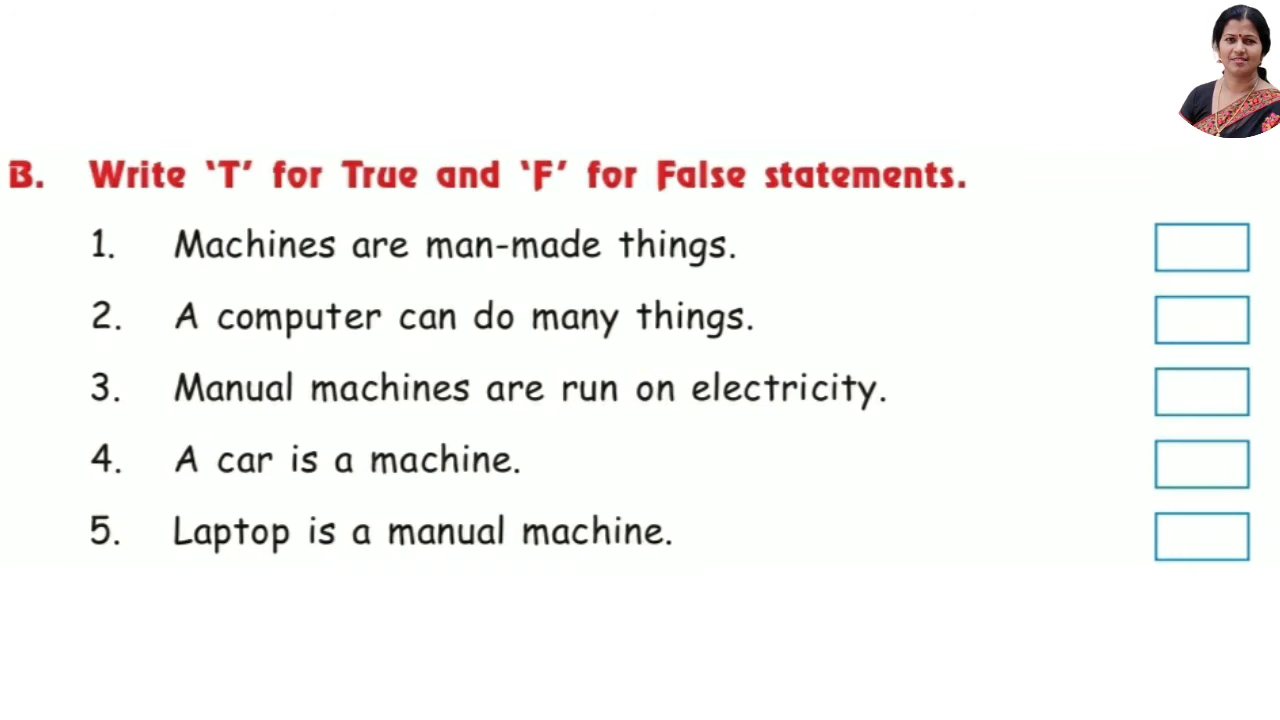 B. Write ‘T’ for True and ‘F’ for False statements.
1. Machines are man-made things.
2. A computer can do many things.
3. Manual machines are run on electricity.
4. A car is a machine.
5. Laptop is a manual machine.